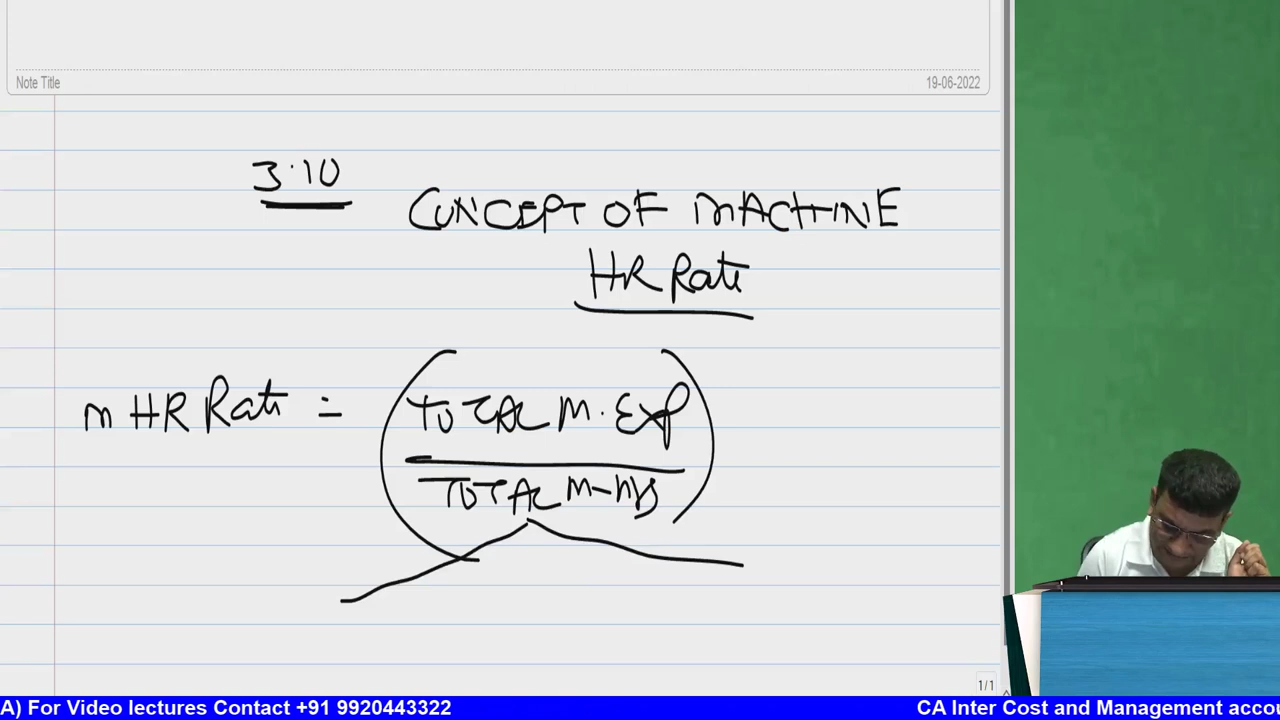 Note Title
19-06-2022
3.10
CONCEPT OF MACHINE
HR Rate
m HR Rate = (TOTAL M. EXP
TOTAL M-hrs)
1/1
A) For Video lectures Contact +91 9920443322
CA Inter Cost and Management accou